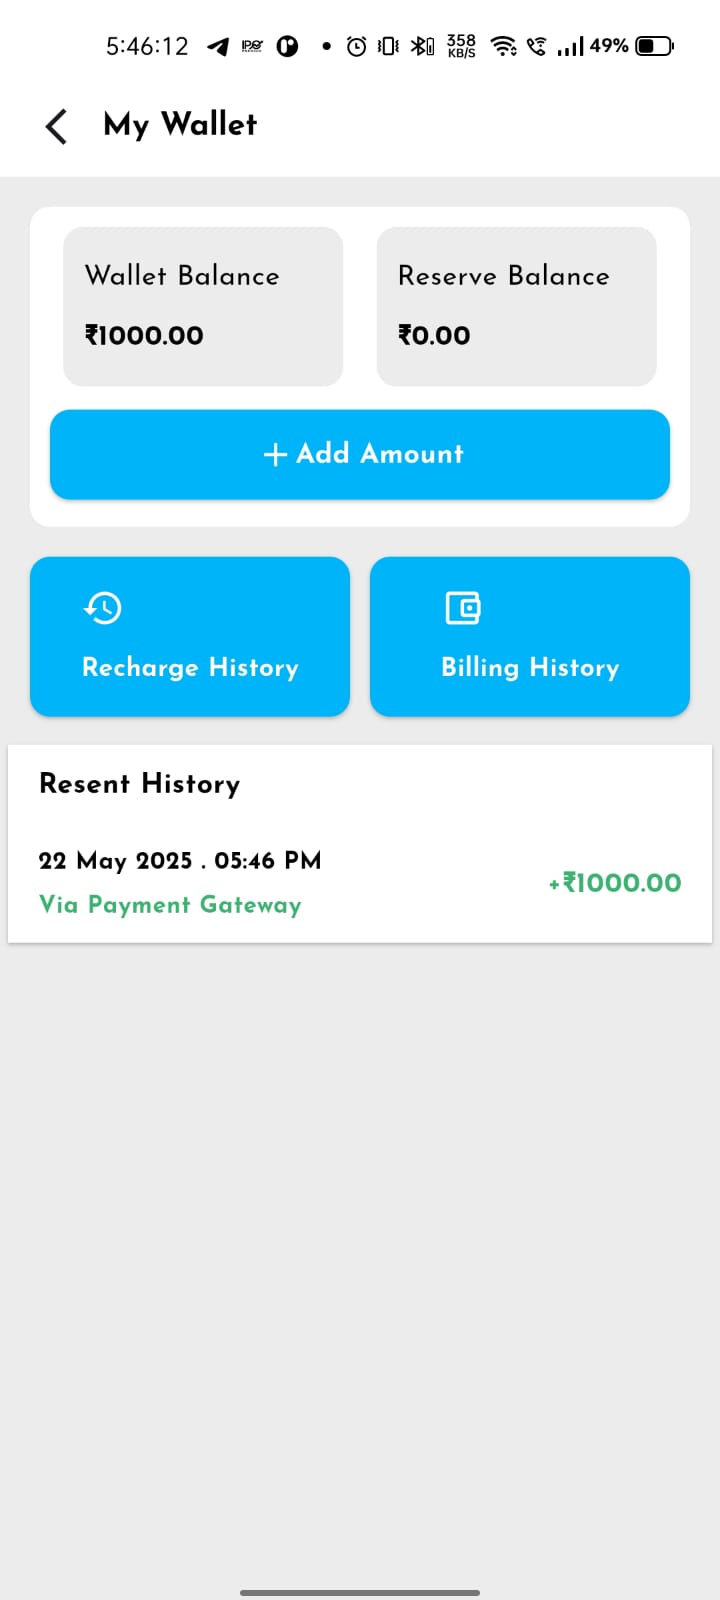 5:46:12 358 KB/S 49%
My Wallet
Wallet Balance
₹1000.00
Reserve Balance
₹0.00
+ Add Amount
Recharge History
Billing History
Resent History
22 May 2025 . 05:46 PM
Via Payment Gateway
+₹1000.00